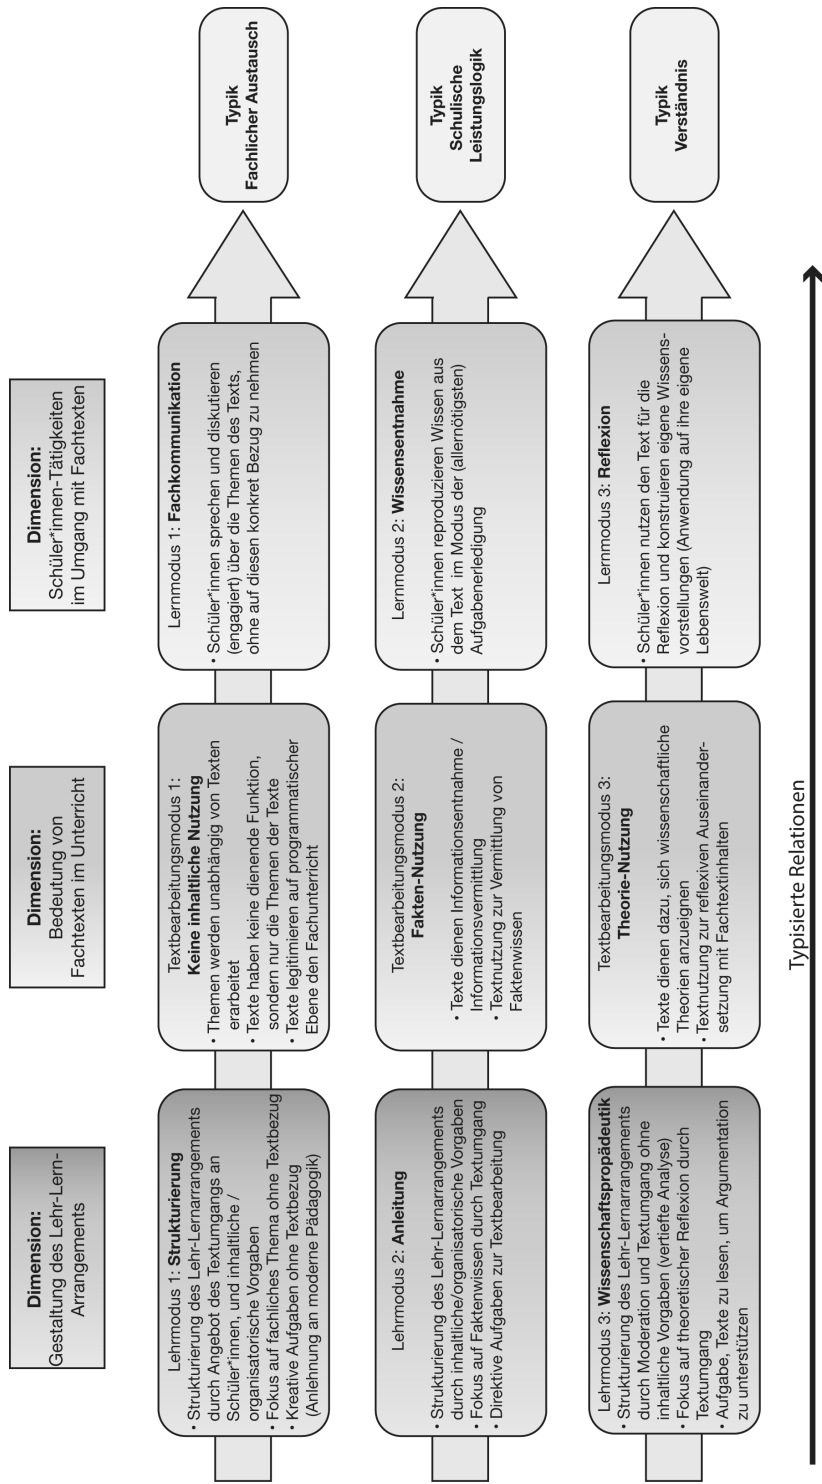 Dimension:
Gestaltung des Lehr-Lern-
Arrangements
Dimension:
Bedeutung von
Fachtexten im Unterricht
Dimension:
Schüler*innen-Tätigkeiten
im Umgang mit Fachtexten
Lehrmodus 1: Strukturierung
• Strukturierung des Lehr-Lernarrangements
durch Angebot des Textumgangs an
Schüler*innen, und inhaltliche /
organisatorische Vorgaben
• Fokus auf fachliches Thema ohne Textbezug
• Kreative Aufgaben ohne Textbezug
(Anlehnung an moderne Pädagogik)
Textbearbeitungsmodus 1:
Keine inhaltliche Nutzung
• Themen werden unabhängig von Texten
erarbeitet
• Texte haben keine dienende Funktion,
sondern nur die Themen der Texte
• Texte legitimieren auf programmatischer
Ebene den Fachunterricht
Lernmodus 1: Fachkommunikation
• Schüler*innen sprechen und diskutieren
(engagiert) über die Themen des Texts,
ohne auf diesen konkret Bezug zu nehmen
Typik
Fachlicher Austausch
Lehrmodus 2: Anleitung
• Strukturierung des Lehr-Lernarrangements
durch inhaltliche/organisatorische Vorgaben
• Fokus auf Faktenwissen durch Textumgang
• Direktive Aufgaben zur Textbearbeitung
Textbearbeitungsmodus 2:
Fakten-Nutzung
• Texte dienen Informationsentnahme /
Informationsvermittlung
• Textnutzung zur Vermittlung von
Faktenwissen
Lernmodus 2: Wissensentnahme
• Schüler*innen reproduzieren Wissen aus
dem Text im Modus der (allernötigsten)
Aufgabenerledigung
Typik
Schulische
Leistungslogik
Lehrmodus 3: Wissenschaftspropädeutik
• Strukturierung des Lehr-Lernarrangements
durch Moderation und Textumgang ohne
inhaltliche Vorgaben (vertiefte Analyse)
• Fokus auf theoretischer Reflexion durch
Textumgang
• Aufgabe, Texte zu lesen, um Argumentation
zu unterstützen
Textbearbeitungsmodus 3:
Theorie-Nutzung
• Texte dienen dazu, sich wissenschaftliche
Theorien anzueignen
• Textnutzung zur reflexiven Auseinander-
setzung mit Fachtextinhalten
Lernmodus 3: Reflexion
• Schüler*innen nutzen den Text für die
Reflexion und konstruieren eigene Wissens-
vorstellungen (Anwendung auf ihre eigene
Lebenswelt)
Typik
Verständnis
Typisierte Relationen